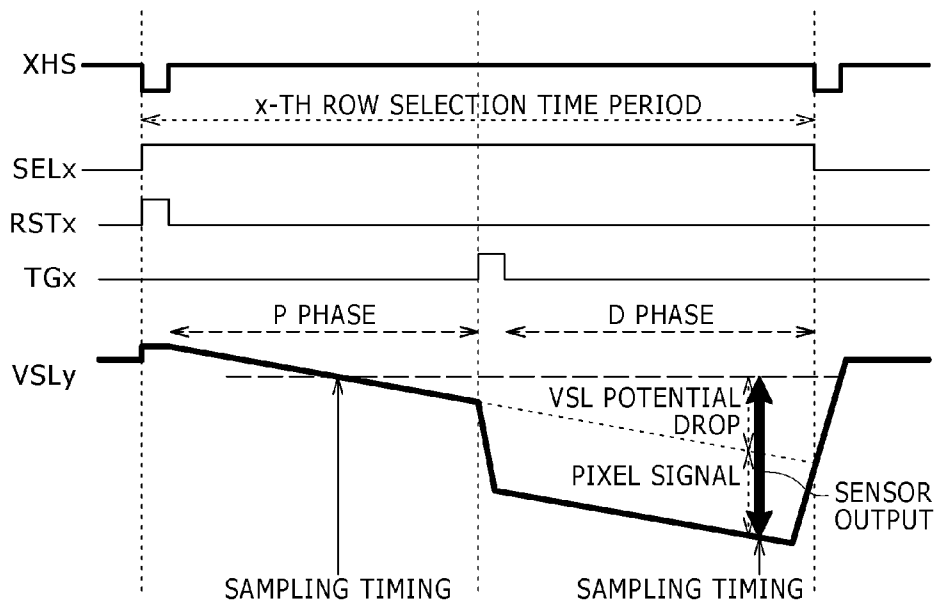 XHS
x-TH ROW SELECTION TIME PERIOD
SELx
RSTx
TGx
P PHASE
D PHASE
VSLy
VSL POTENTIAL
DROP
PIXEL SIGNAL
SENSOR
OUTPUT
SAMPLING TIMING
SAMPLING TIMING